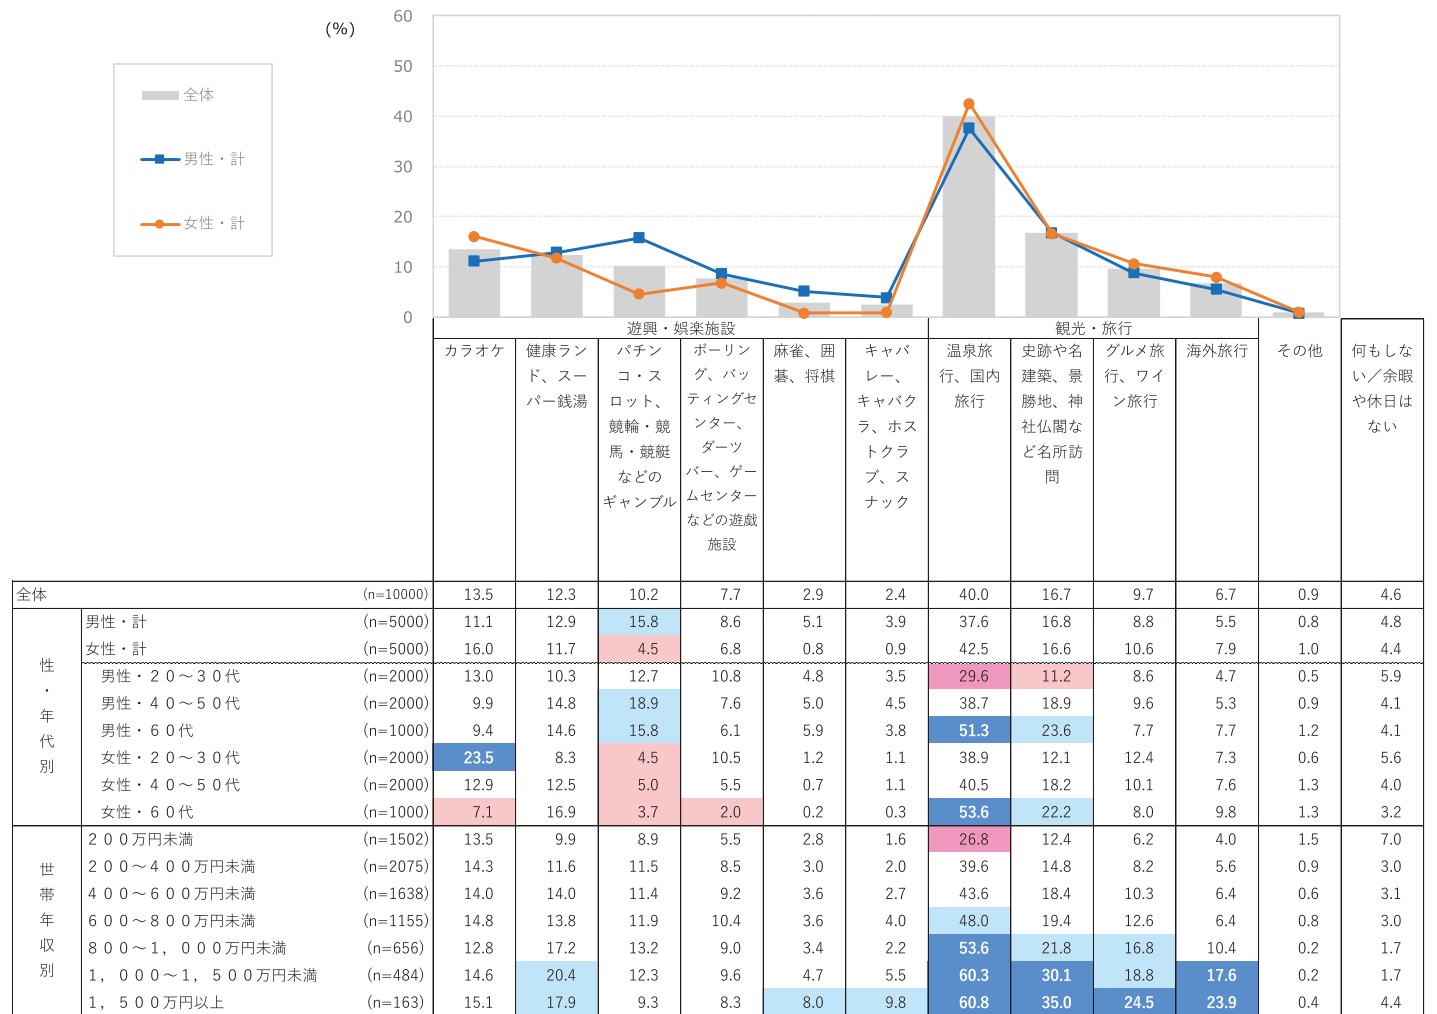 (%)
60
50
40
30
20
10
0
全体
男性・計
女性・計
遊興・娯楽施設
観光・旅行
カラオケ
健康ラン
ド、スー
パー銭湯
パチン
コ・ス
ロット、
競輪・競
馬・競艇
などの
ギャンブル
ボーリン
グ、バッ
ティングセ
ンター、
ダーツ
バー、ゲー
ムセンター
などの遊戯
施設
麻雀、囲
碁、将棋
キャバ
レー、
キャバク
ラ、ホス
トクラ
ブ、ス
ナック
温泉旅
行、国内
旅行
史跡や名
建築、景
勝地、神
社仏閣な
ど名所訪
問
グルメ旅
行、ワイ
ン旅行
海外旅行
その他
何もしな
い／余暇
や休日は
ない
全体 (n=10000) 13.5 12.3 10.2 7.7 2.9 2.4 40.0 16.7 9.7 6.7 0.9 4.6
性・年代別
男性・計 (n=5000) 11.1 12.9 15.8 8.6 5.1 3.9 37.6 16.8 8.8 5.5 0.8 4.8
女性・計 (n=5000) 16.0 11.7 4.5 6.8 0.8 0.9 42.5 16.6 10.6 7.9 1.0 4.4
男性・２０～３０代 (n=2000) 13.0 10.3 12.7 10.8 4.8 3.5 29.6 11.2 8.6 4.7 0.5 5.9
男性・４０～５０代 (n=2000) 9.9 14.8 18.9 7.6 5.0 4.5 38.7 18.9 9.6 5.3 0.9 4.1
男性・６０代 (n=1000) 9.4 14.6 15.8 6.1 5.9 3.8 51.3 23.6 7.7 7.7 1.2 4.1
女性・２０～３０代 (n=2000) 23.5 8.3 4.5 10.5 1.2 1.1 38.9 12.1 12.4 7.3 0.6 5.6
女性・４０～５０代 (n=2000) 12.9 12.5 5.0 5.5 0.7 1.1 40.5 18.2 10.1 7.6 1.3 4.0
女性・６０代 (n=1000) 7.1 16.9 3.7 2.0 0.2 0.3 53.6 22.2 8.0 9.8 1.3 3.2
世帯年収別
２００万円未満 (n=1502) 13.5 9.9 8.9 5.5 2.8 1.6 26.8 12.4 6.2 4.0 1.5 7.0
２００～４００万円未満 (n=2075) 14.3 11.6 11.5 8.5 3.0 2.0 39.6 14.8 8.2 5.6 0.9 3.0
４００～６００万円未満 (n=1638) 14.0 14.0 11.4 9.2 3.6 2.7 43.6 18.4 10.3 6.4 0.6 3.1
６００～８００万円未満 (n=1155) 14.8 13.8 11.9 10.4 3.6 4.0 48.0 19.4 12.6 6.4 0.8 3.0
８００～１，０００万円未満 (n=656) 12.8 17.2 13.2 9.0 3.4 2.2 53.6 21.8 16.8 10.4 0.2 1.7
１，０００～１，５００万円未満 (n=484) 14.6 20.4 12.3 9.6 4.7 5.5 60.3 30.1 18.8 17.6 0.2 1.7
１，５００万円以上 (n=163) 15.1 17.9 9.3 8.3 8.0 9.8 60.8 35.0 24.5 23.9 0.4 4.4